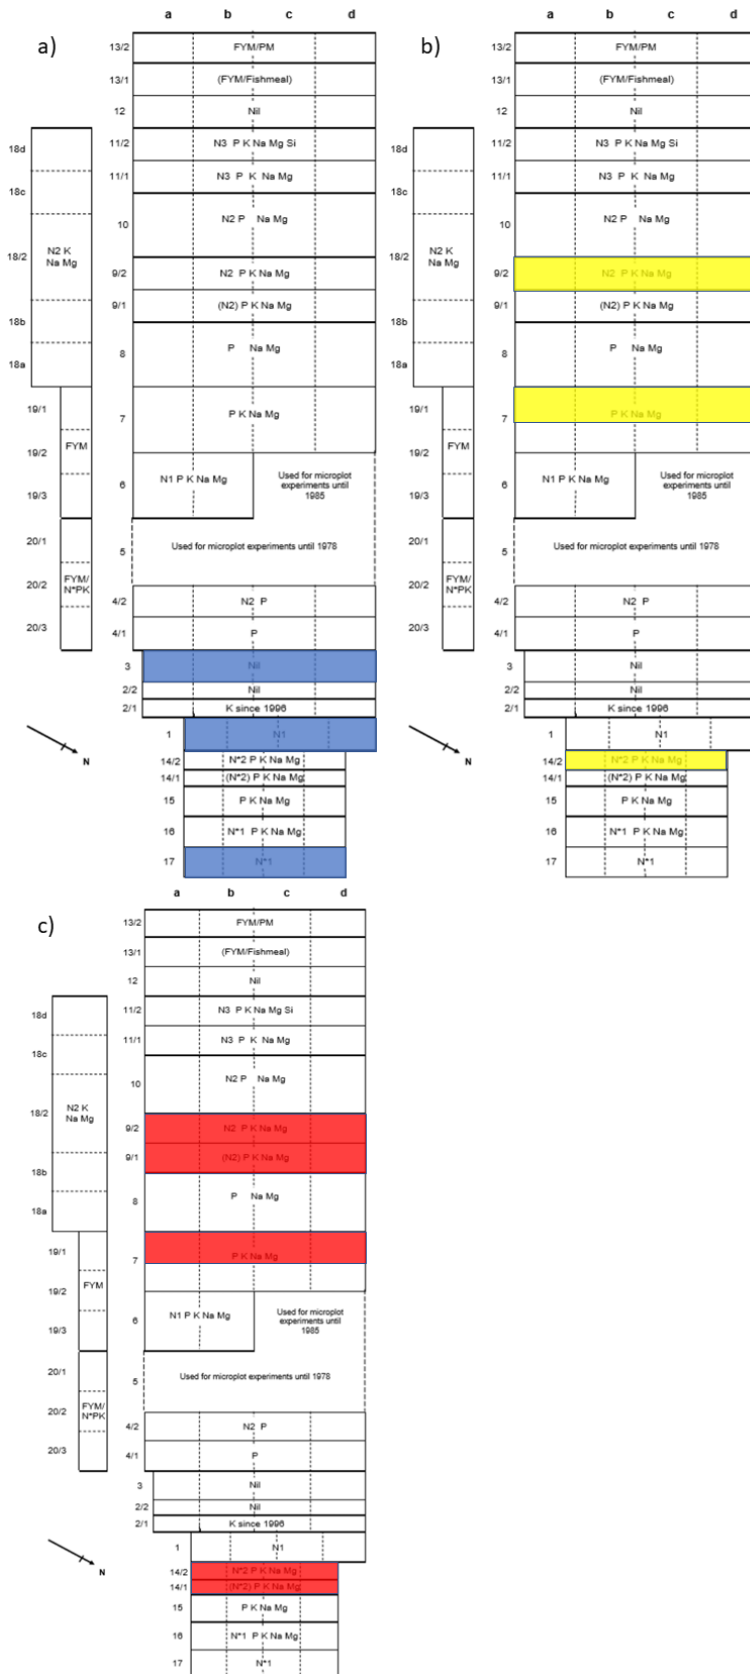 a)
a b c d
13/2 FYM/PM
13/1 (FYM/Fishmeal)
12 Nil
18d
11/2 N3 P K Na Mg Si
11/1 N3 P K Na Mg
18c
10 N2 P Na Mg
18/2 N2 K
Na Mg
9/2 N2 P K Na Mg
9/1 (N2) P K Na Mg
18b
8 P Na Mg
18a
19/1
7 P K Na Mg
FYM
19/2
6 N1 P K Na Mg
Used for microplot
experiments until
1985
19/3
20/1
5 Used for microplot experiments until 1978
20/2 FYM/
N*PK
4/2 N2 P
20/3
4/1 P
3 Nil
2/2 Nil
2/1 K since 1996
1 N1
N
14/2 N*2 P K Na Mg
14/1 (N*2) P K Na Mg
15 P K Na Mg
16 N*1 P K Na Mg
17 N*1
b)
a b c d
13/2 FYM/PM
13/1 (FYM/Fishmeal)
12 Nil
18d
11/2 N3 P K Na Mg Si
11/1 N3 P K Na Mg
18c
10 N2 P Na Mg
18/2 N2 K
Na Mg
9/2 N2 P K Na Mg
9/1 (N2) P K Na Mg
18b
8 P Na Mg
18a
19/1
7 P K Na Mg
FYM
19/2
6 N1 P K Na Mg
Used for microplot
experiments until
1985
19/3
20/1
5 Used for microplot experiments until 1978
20/2 FYM/
N*PK
4/2 N2 P
20/3
4/1 P
3 Nil
2/2 Nil
2/1 K since 1996
1 N1
N
14/2 N*2 P K Na Mg
14/1 (N*2) P K Na Mg
15 P K Na Mg
16 N*1 P K Na Mg
17 N*1
c)
a b c d
13/2 FYM/PM
13/1 (FYM/Fishmeal)
12 Nil
18d
11/2 N3 P K Na Mg Si
11/1 N3 P K Na Mg
18c
10 N2 P Na Mg
18/2 N2 K
Na Mg
9/2 N2 P K Na Mg
9/1 (N2) P K Na Mg
18b
8 P Na Mg
18a
19/1
7 P K Na Mg
FYM
19/2
6 N1 P K Na Mg
Used for microplot
experiments until
1985
19/3
20/1
5 Used for microplot experiments until 1978
20/2 FYM/
N*PK
4/2 N2 P
20/3
4/1 P
3 Nil
2/2 Nil
2/1 K since 1996
1 N1
N
14/2 N*2 P K Na Mg
14/1 (N*2) P K Na Mg
15 P K Na Mg
16 N*1 P K Na Mg
17 N*1